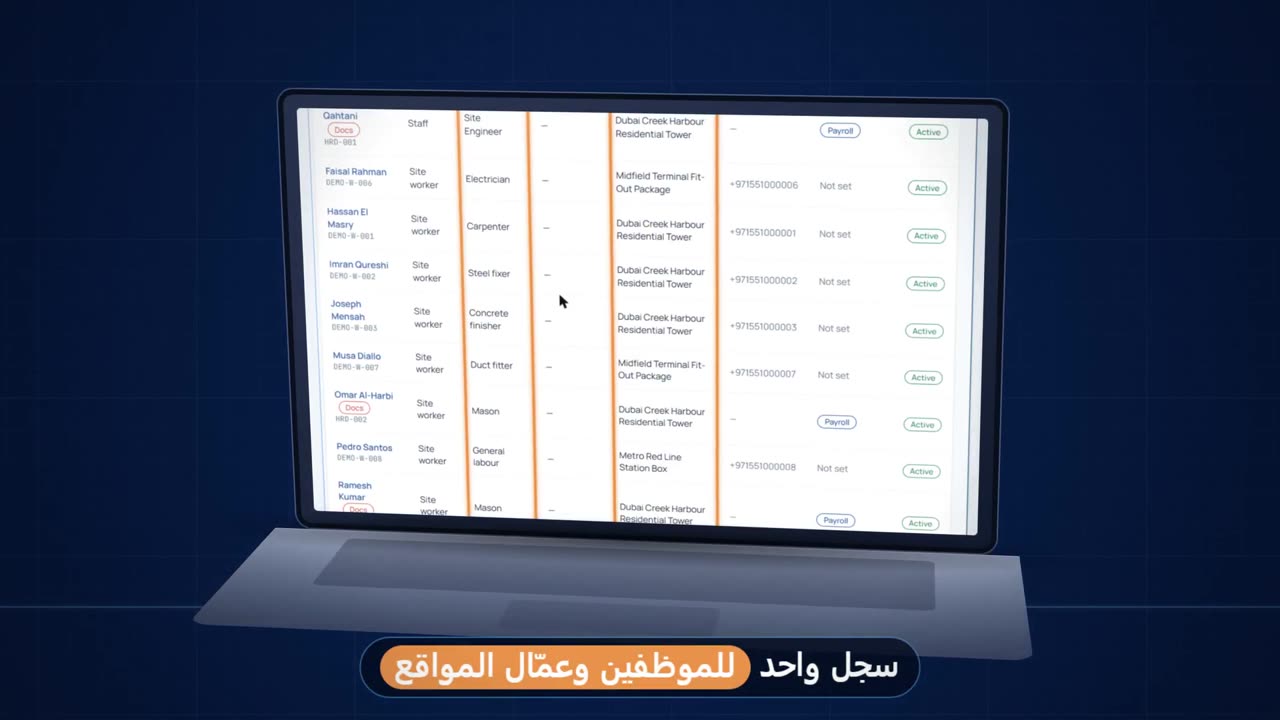 Qahtani
Docs
HRD-001
Staff
Site
Engineer
—
Dubai Creek Harbour
Residential Tower
—
Payroll
Active
Faisal Rahman
DEMO-W-006
Site
worker
Electrician
—
Midfield Terminal Fit-
Out Package
+971551000006
Not set
Active
Hassan El
Masry
DEMO-W-001
Site
worker
Carpenter
—
Dubai Creek Harbour
Residential Tower
+971551000001
Not set
Active
Imran Qureshi
DEMO-W-002
Site
worker
Steel fixer
—
Dubai Creek Harbour
Residential Tower
+971551000002
Not set
Active
Joseph
Mensah
DEMO-W-003
Site
worker
Concrete
finisher
—
Dubai Creek Harbour
Residential Tower
+971551000003
Not set
Active
Musa Diallo
DEMO-W-007
Site
worker
Duct fitter
—
Midfield Terminal Fit-
Out Package
+971551000007
Not set
Active
Omar Al-Harbi
Docs
HRD-002
Site
worker
Mason
—
Dubai Creek Harbour
Residential Tower
—
Payroll
Active
Pedro Santos
DEMO-W-008
Site
worker
General
labour
—
Metro Red Line
Station Box
+971551000008
Not set
Active
Ramesh
Kumar
Docs
Site
worker
Mason
—
Dubai Creek Harbour
Residential Tower
—
Payroll
Active
سجل واحد للموظفين وعمّال المواقع